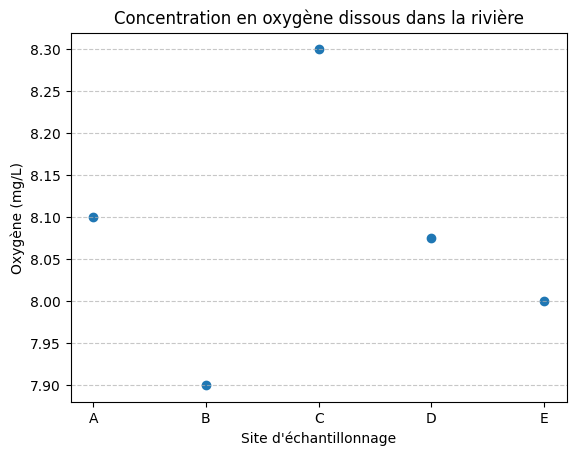 Concentration en oxygène dissous dans la rivière
8.30
8.25
8.20
8.15
8.10
8.05
8.00
7.95
7.90
Oxygène (mg/L)
A B C D E
Site d'échantillonnage